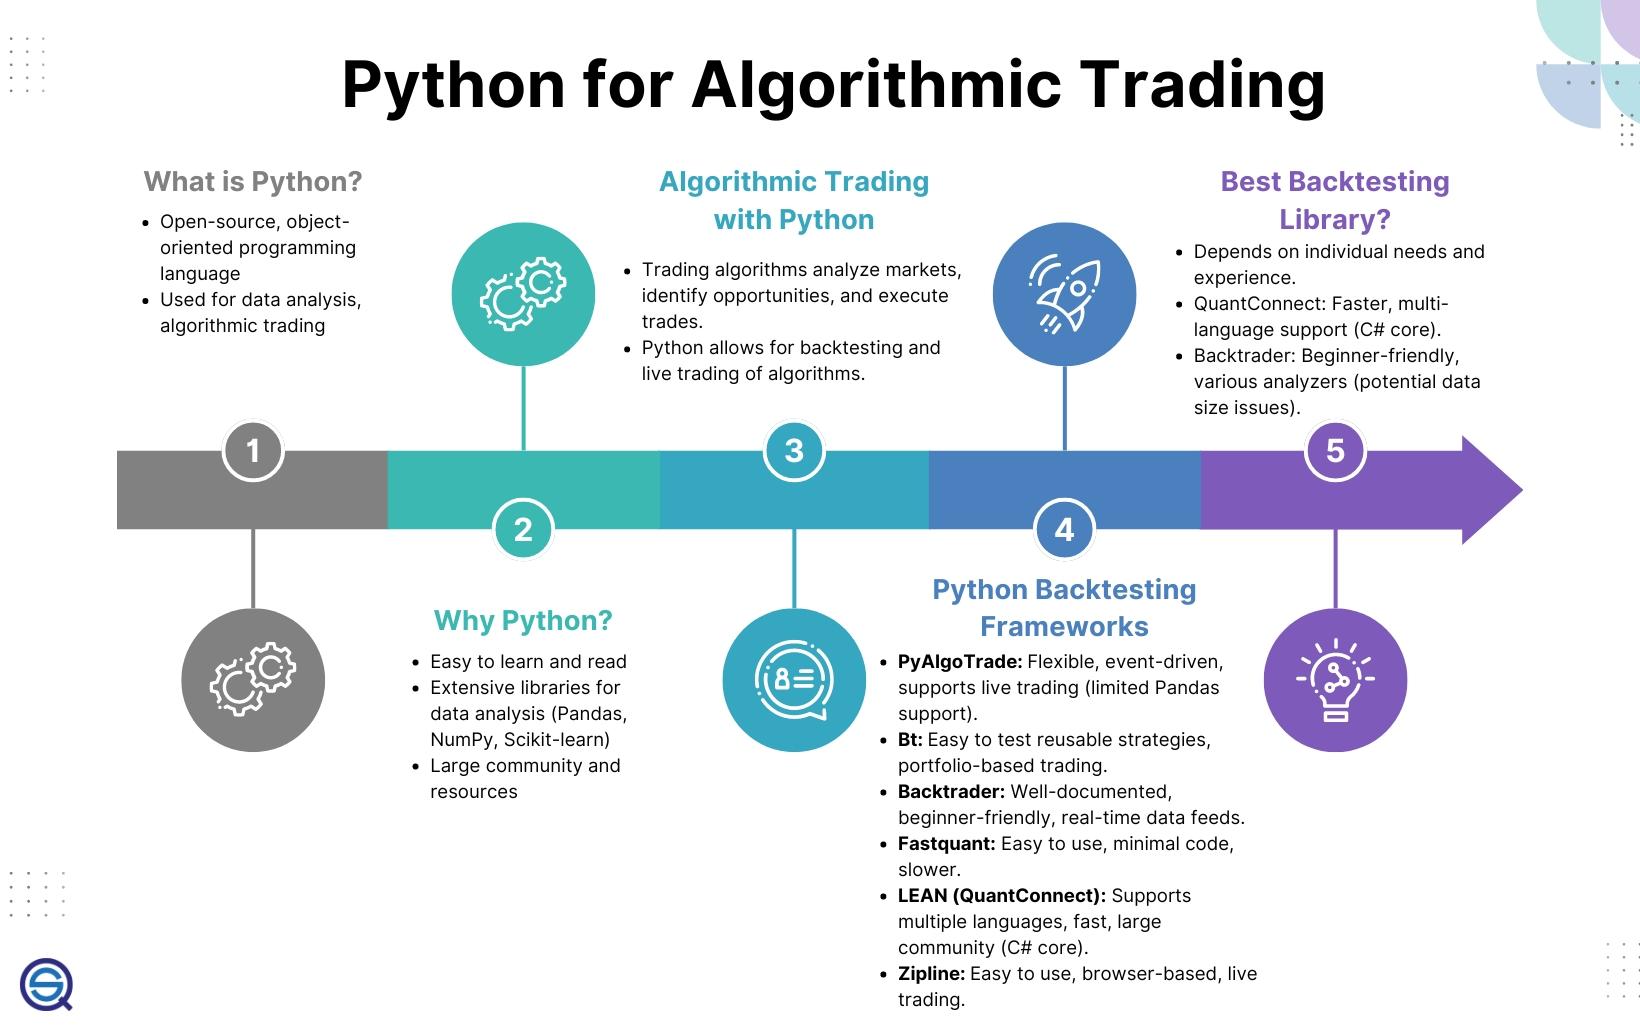 Python for Algorithmic Trading
What is Python?
• Open-source, object-
oriented programming
language
• Used for data analysis,
algorithmic trading
1
2
Why Python?
• Easy to learn and read
• Extensive libraries for
data analysis (Pandas,
NumPy, Scikit-learn)
• Large community and
resources
Algorithmic Trading
with Python
• Trading algorithms analyze markets,
identify opportunities, and execute
trades.
• Python allows for backtesting and
live trading of algorithms.
3
4
Python Backtesting
Frameworks
• PyAlgoTrade: Flexible, event-driven,
supports live trading (limited Pandas
support).
• Bt: Easy to test reusable strategies,
portfolio-based trading.
• Backtrader: Well-documented,
beginner-friendly, real-time data feeds.
• Fastquant: Easy to use, minimal code,
slower.
• LEAN (QuantConnect): Supports
multiple languages, fast, large
community (C# core).
• Zipline: Easy to use, browser-based, live
trading.
Best Backtesting
Library?
• Depends on individual needs and
experience.
• QuantConnect: Faster, multi-
language support (C# core).
• Backtrader: Beginner-friendly,
various analyzers (potential data
size issues).
5